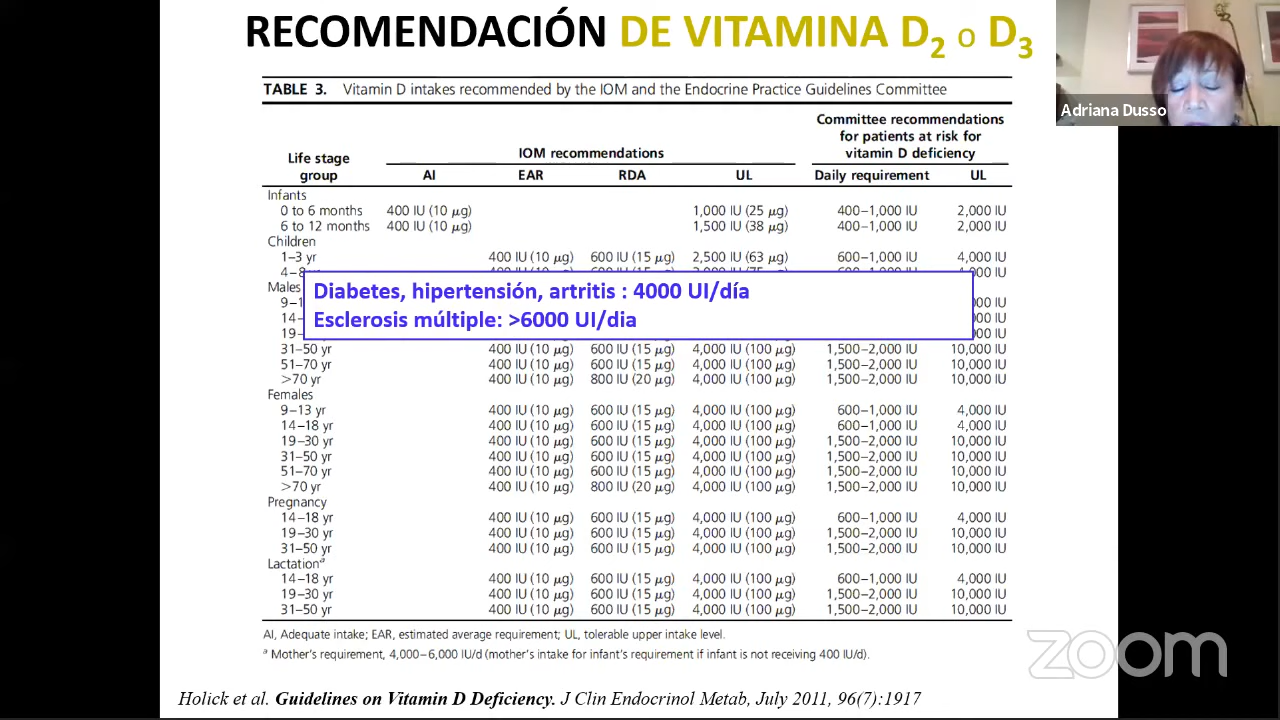 RECOMENDACIÓN DE VITAMINA D2 o D3
Adriana Dusso
TABLE 3. Vitamin D intakes recommended by the IOM and the Endocrine Practice Guidelines Committee
Committee recommendations
for patients at risk for
vitamin D deficiency
IOM recommendations
Life stage
group AI EAR RDA UL Daily requirement UL
Infants
0 to 6 months 400 IU (10 μg) 1,000 IU (25 μg) 400–1,000 IU 2,000 IU
6 to 12 months 400 IU (10 μg) 1,500 IU (38 μg) 400–1,000 IU 2,000 IU
Children
1–3 yr 400 IU (10 μg) 600 IU (15 μg) 2,500 IU (63 μg) 600–1,000 IU 4,000 IU
Diabetes, hipertensión, artritis : 4000 UI/día
Esclerosis múltiple: >6000 UI/dia
Males
31–50 yr 400 IU (10 μg) 600 IU (15 μg) 4,000 IU (100 μg) 1,500–2,000 IU 10,000 IU
51–70 yr 400 IU (10 μg) 600 IU (15 μg) 4,000 IU (100 μg) 1,500–2,000 IU 10,000 IU
>70 yr 400 IU (10 μg) 800 IU (20 μg) 4,000 IU (100 μg) 1,500–2,000 IU 10,000 IU
Females
9–13 yr 400 IU (10 μg) 600 IU (15 μg) 4,000 IU (100 μg) 600–1,000 IU 4,000 IU
14–18 yr 400 IU (10 μg) 600 IU (15 μg) 4,000 IU (100 μg) 600–1,000 IU 4,000 IU
19–30 yr 400 IU (10 μg) 600 IU (15 μg) 4,000 IU (100 μg) 1,500–2,000 IU 10,000 IU
31–50 yr 400 IU (10 μg) 600 IU (15 μg) 4,000 IU (100 μg) 1,500–2,000 IU 10,000 IU
51–70 yr 400 IU (10 μg) 600 IU (15 μg) 4,000 IU (100 μg) 1,500–2,000 IU 10,000 IU
>70 yr 400 IU (10 μg) 800 IU (20 μg) 4,000 IU (100 μg) 1,500–2,000 IU 10,000 IU
Pregnancy
14–18 yr 400 IU (10 μg) 600 IU (15 μg) 4,000 IU (100 μg) 600–1,000 IU 4,000 IU
19–30 yr 400 IU (10 μg) 600 IU (15 μg) 4,000 IU (100 μg) 1,500–2,000 IU 10,000 IU
31–50 yr 400 IU (10 μg) 600 IU (15 μg) 4,000 IU (100 μg) 1,500–2,000 IU 10,000 IU
Lactationa
14–18 yr 400 IU (10 μg) 600 IU (15 μg) 4,000 IU (100 μg) 600–1,000 IU 4,000 IU
19–30 yr 400 IU (10 μg) 600 IU (15 μg) 4,000 IU (100 μg) 1,500–2,000 IU 10,000 IU
31–50 yr 400 IU (10 μg) 600 IU (15 μg) 4,000 IU (100 μg) 1,500–2,000 IU 10,000 IU
AI, Adequate intake; EAR, estimated average requirement; UL, tolerable upper intake level.
a Mother's requirement, 4,000–6,000 IU/d (mother's intake for infant's requirement if infant is not receiving 400 IU/d).
zoom
Holick et al. Guidelines on Vitamin D Deficiency. J Clin Endocrinol Metab, July 2011, 96(7):1917